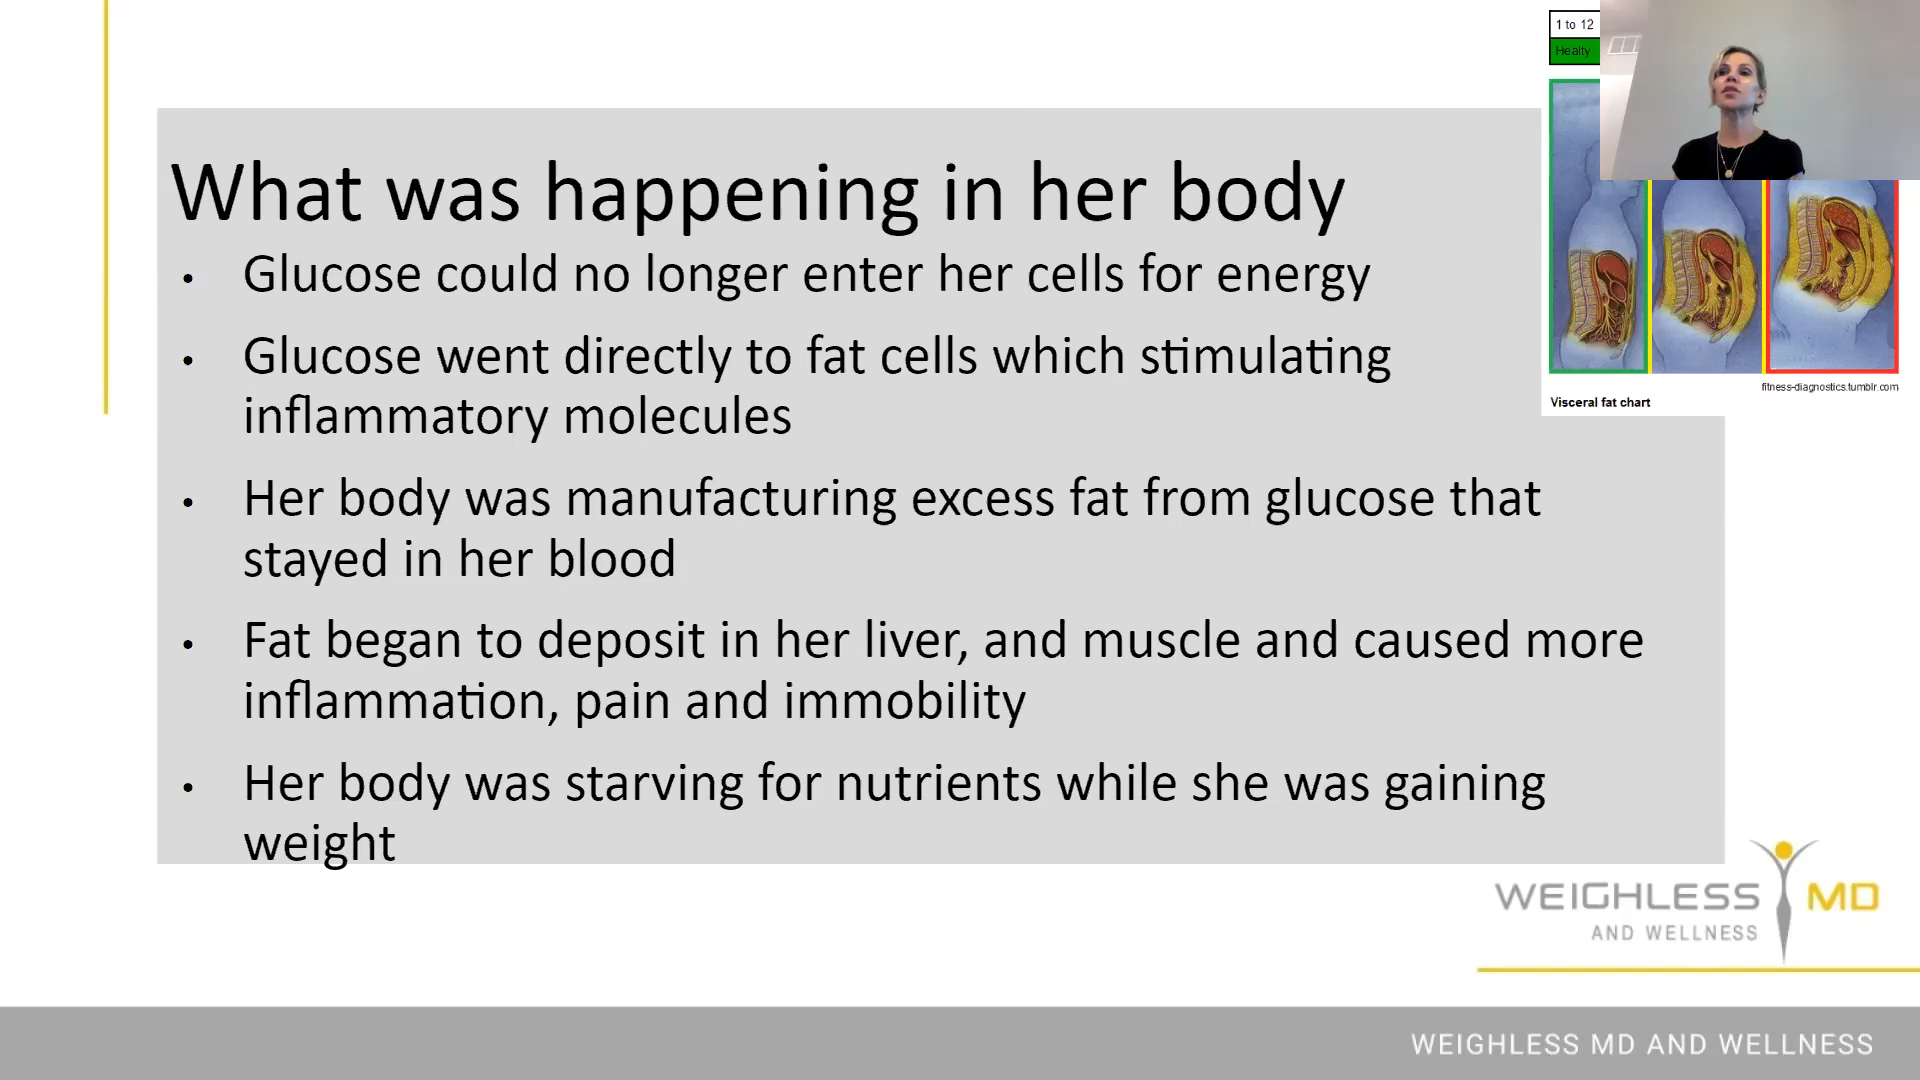 1 to 12
Healty
What was happening in her body
• Glucose could no longer enter her cells for energy
• Glucose went directly to fat cells which stimulating
inflammatory molecules
• Her body was manufacturing excess fat from glucose that
stayed in her blood
• Fat began to deposit in her liver, and muscle and caused more
inflammation, pain and immobility
• Her body was starving for nutrients while she was gaining
weight
fitness-diagnostics.tumblr.com
Visceral fat chart
WEIGHLESS MD
AND WELLNESS
WEIGHLESS MD AND WELLNESS